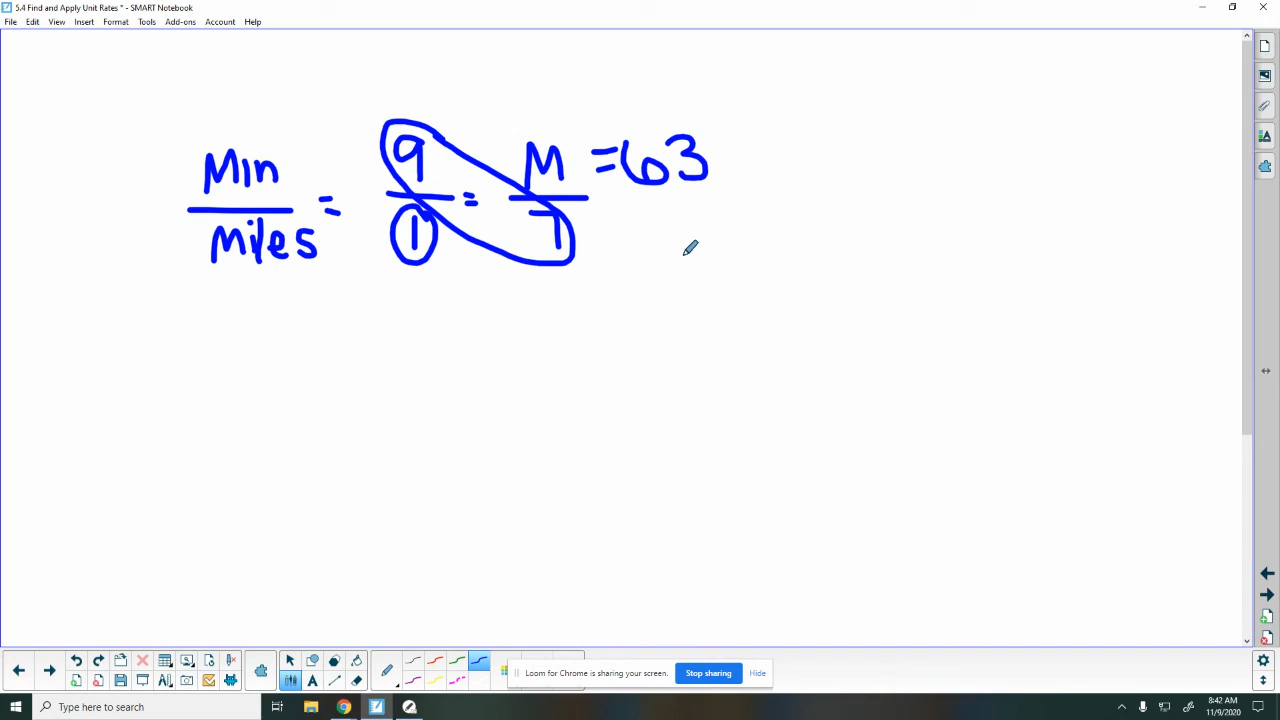 5.4 Find and Apply Unit Rates * - SMART Notebook
File Edit View Insert Format Tools Add-ons Account Help
Min 9 M =63
miles = 1 = 7
Loom for Chrome is sharing your screen. Stop sharing Hide
Type here to search
8:42 AM
11/9/2020